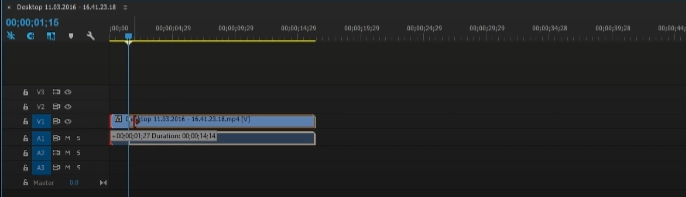 × Desktop 11.03.2016 - 16.41.23.18 ≡
00;00;01;15
;00;00 00;00;04;29 00;00;09;29 00;00;14;29 00;00;19;29 00;00;24;29 00;00;29;29 00;00;34;28 00;00;39;28 00;00;44;
V3
V2
V1 Desktop 11.03.2016 - 16.41.23.18.mp4 [V]
A1 M S +00;00;01;27 Duration: 00;00;14;14
A2 M S
A3 M S
Master 0.0